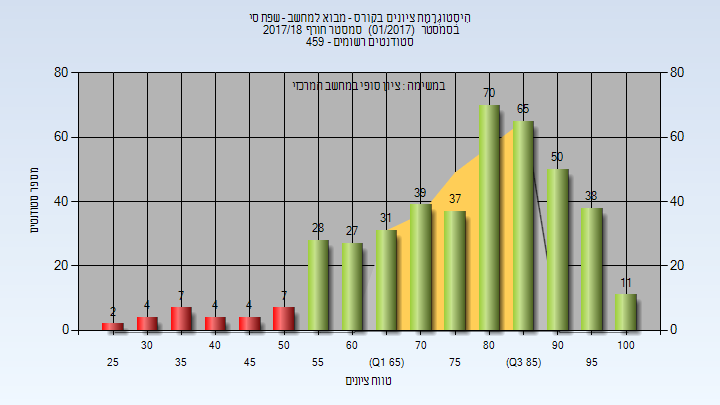 היסטוגרמת ציונים בקורס - מבוא למחשב - שפת סי
בסמסטר (01/2017) סמסטר חורף 2017/18
סטודנטים רשומים - 459
במשימה : ציון סופי במחשב המרכזי
80 80
60 60
40 40
20 20
0 0
מספר סטודנטים
2 4 7 4 4 7 28 27 31 39 37 70 65 50 38 11
30 40 50 60 70 80 90 100
25 35 45 55 (Q1 65) 75 (Q3 85) 95
טווח ציונים